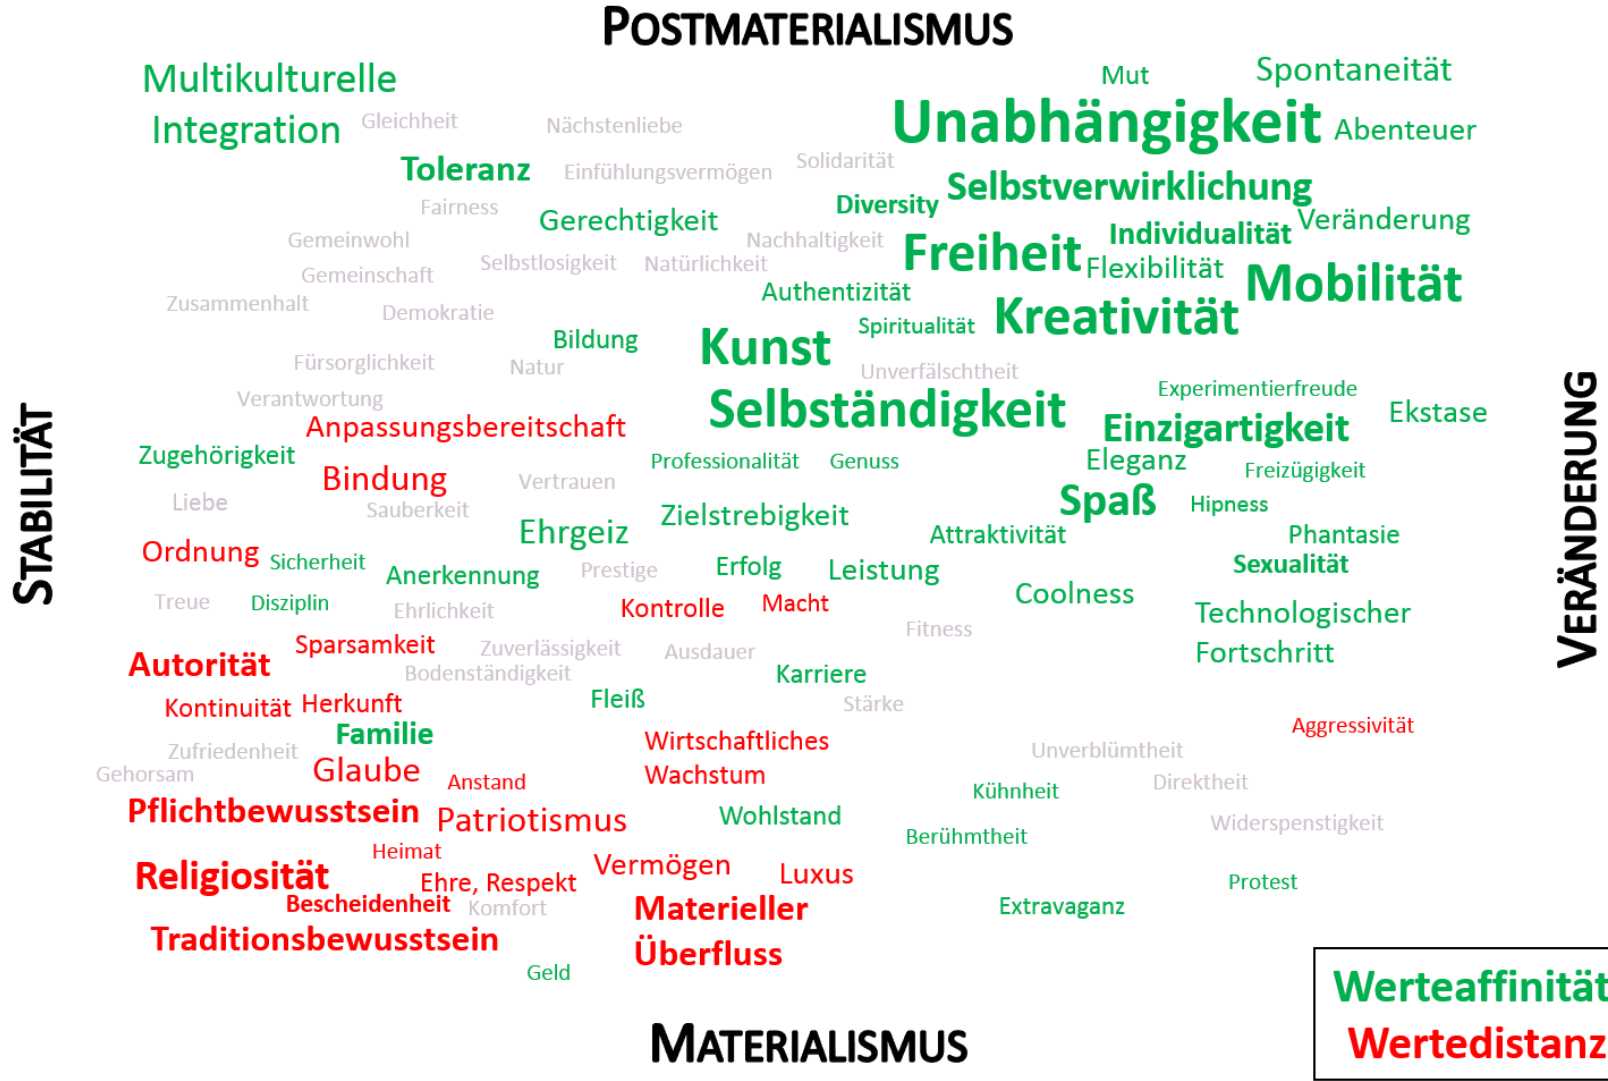 POSTMATERIALISMUS
Multikulturelle
Integration
Gleichheit
Nächstenliebe
Mut
Spontaneität
Unabhängigkeit
Abenteuer
Toleranz
Einfühlungsvermögen
Solidarität
Selbstverwirklichung
Fairness
Gerechtigkeit
Diversity
Veränderung
Gemeinwohl
Nachhaltigkeit
Individualität
Freiheit
Flexibilität
Gemeinschaft
Selbstlosigkeit
Natürlichkeit
Mobilität
Zusammenhalt
Demokratie
Authentizität
Kreativität
Bildung
Spiritualität
Kunst
Fürsorglichkeit
Natur
Unverfälschtheit
Verantwortung
Experimentierfreude
Selbständigkeit
Ekstase
Anpassungsbereitschaft
Einzigartigkeit
Zugehörigkeit
Professionalität
Genuss
Eleganz
Freizügigkeit
Bindung
Vertrauen
Liebe
Sauberkeit
Spaß
Hipness
Ehrgeiz
Zielstrebigkeit
Attraktivität
Phantasie
STABILITÄT
VERÄNDERUNG
Ordnung
Sicherheit
Anerkennung
Prestige
Erfolg
Leistung
Sexualität
Treue
Disziplin
Ehrlichkeit
Kontrolle
Macht
Coolness
Technologischer
Fortschritt
Fitness
Sparsamkeit
Zuverlässigkeit
Ausdauer
Autorität
Bodenständigkeit
Karriere
Kontinuität
Herkunft
Fleiß
Stärke
Aggressivität
Familie
Wirtschaftliches
Wachstum
Unverblümtheit
Zufriedenheit
Gehorsam
Glaube
Anstand
Kühnheit
Direktheit
Pflichtbewusstsein
Patriotismus
Wohlstand
Berühmtheit
Widerspenstigkeit
Heimat
Religiosität
Ehre, Respekt
Vermögen
Luxus
Protest
Bescheidenheit
Komfort
Materieller
Überfluss
Extravaganz
Traditionsbewusstsein
Geld
Werteaffinität
Wertedistanz
MATERIALISMUS